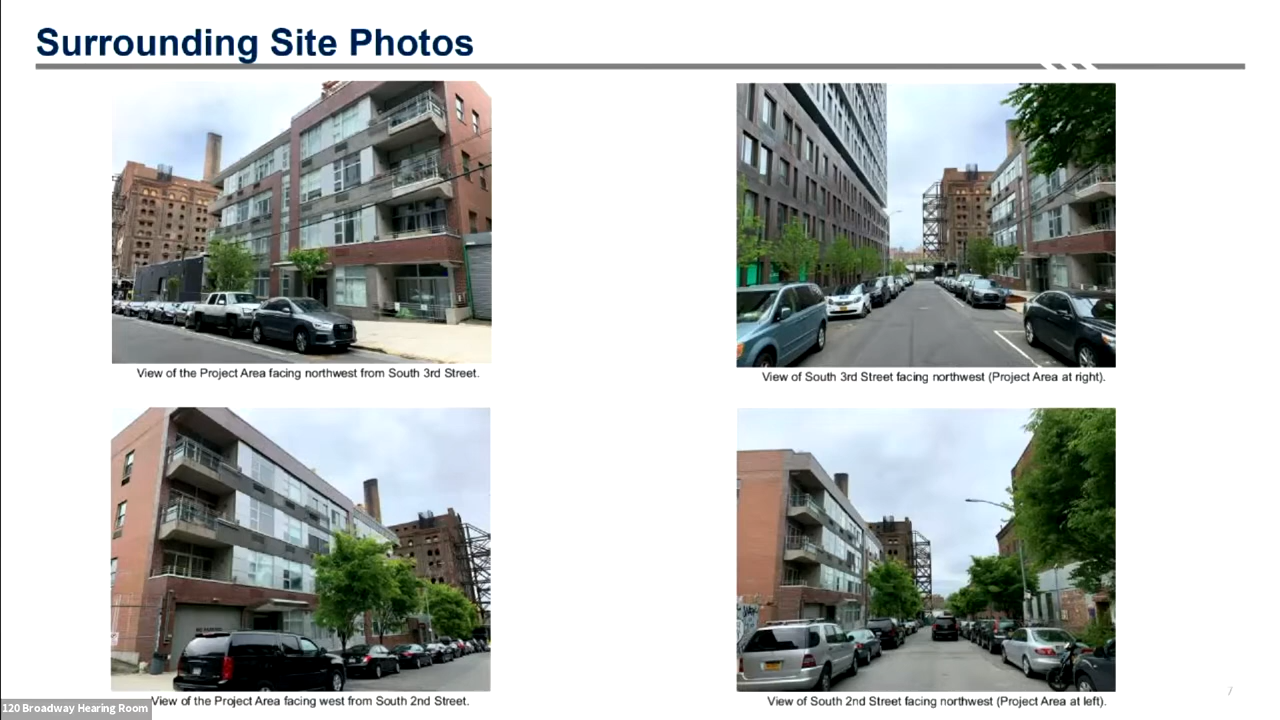 Surrounding Site Photos
View of the Project Area facing northwest from South 3rd Street.
View of South 3rd Street facing northwest (Project Area at right).
View of the Project Area facing west from South 2nd Street.
View of South 2nd Street facing northwest (Project Area at left).
7
120 Broadway Hearing Room